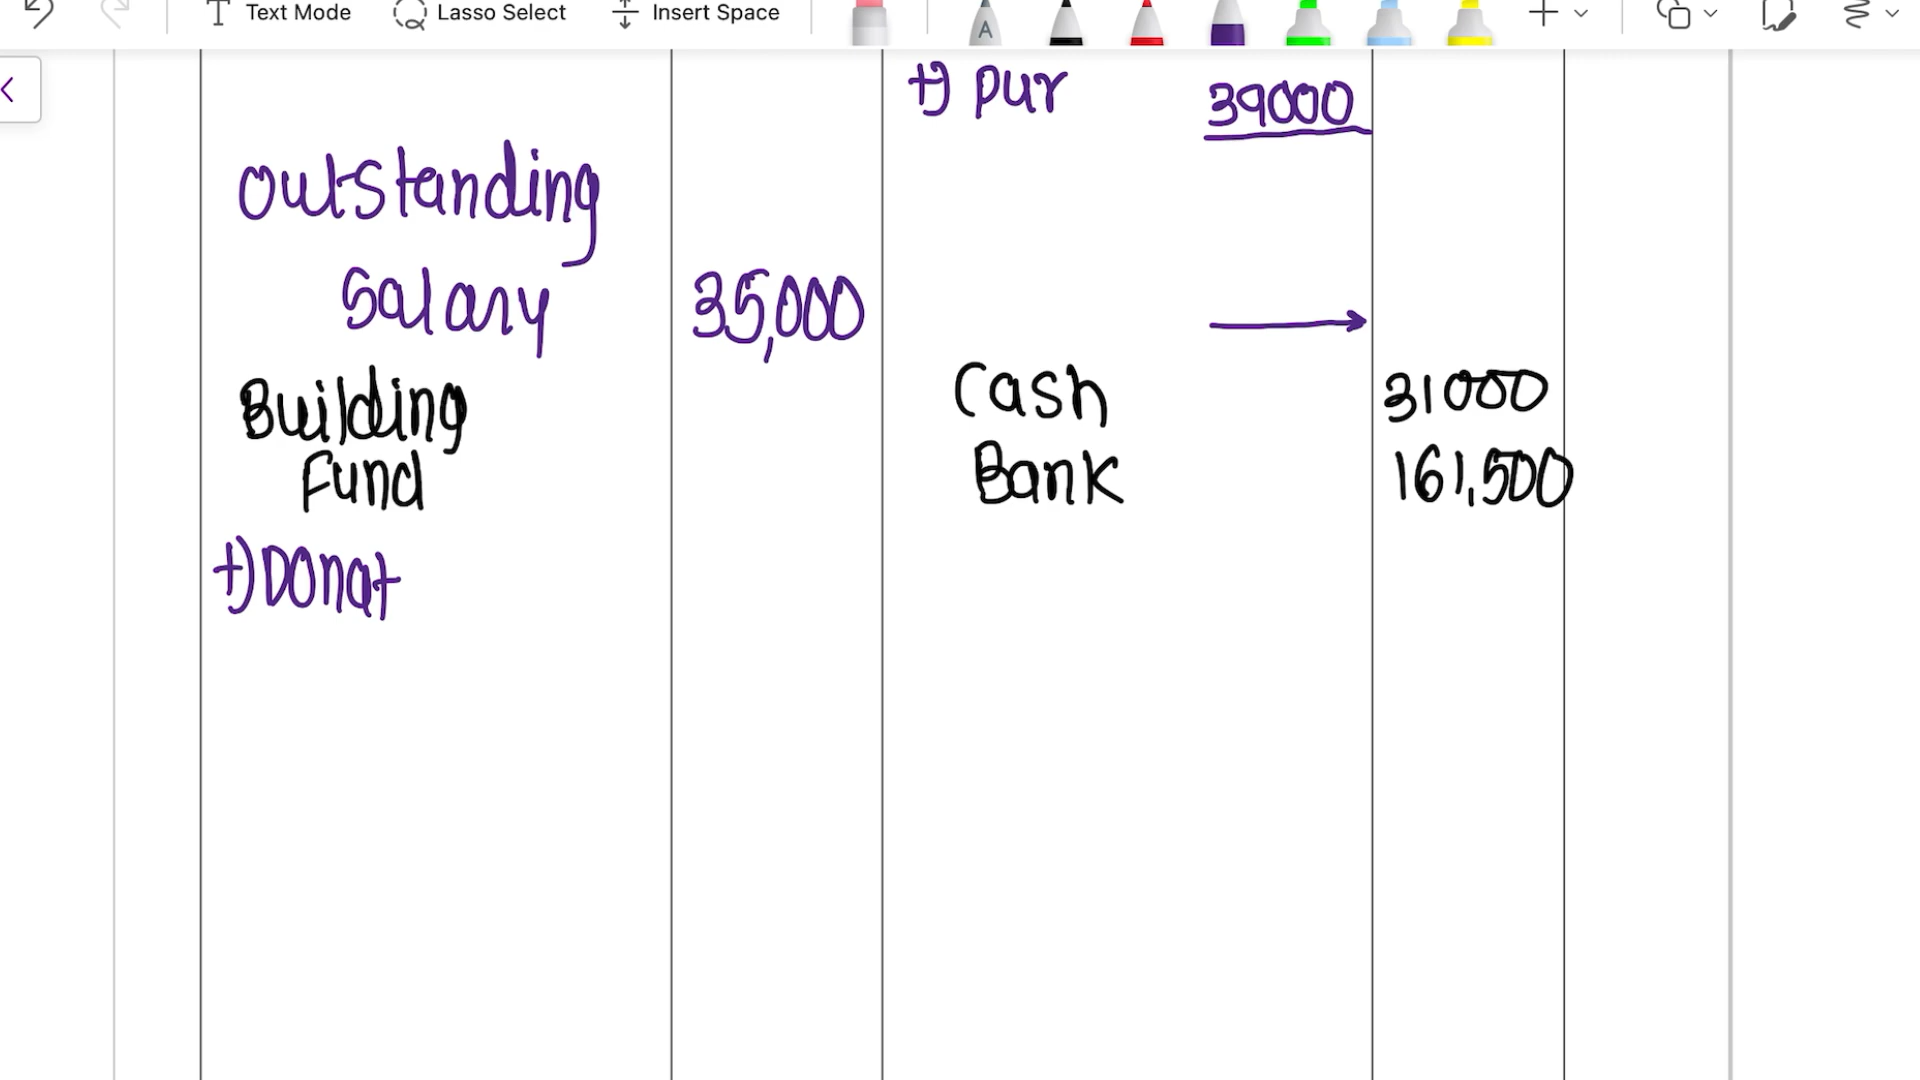 Text Mode Lasso Select Insert Space
A
+) pur 39000
Outstanding
Salary 35,000
Cash 31000
Building
Bank 161,500
Fund
+) Donat